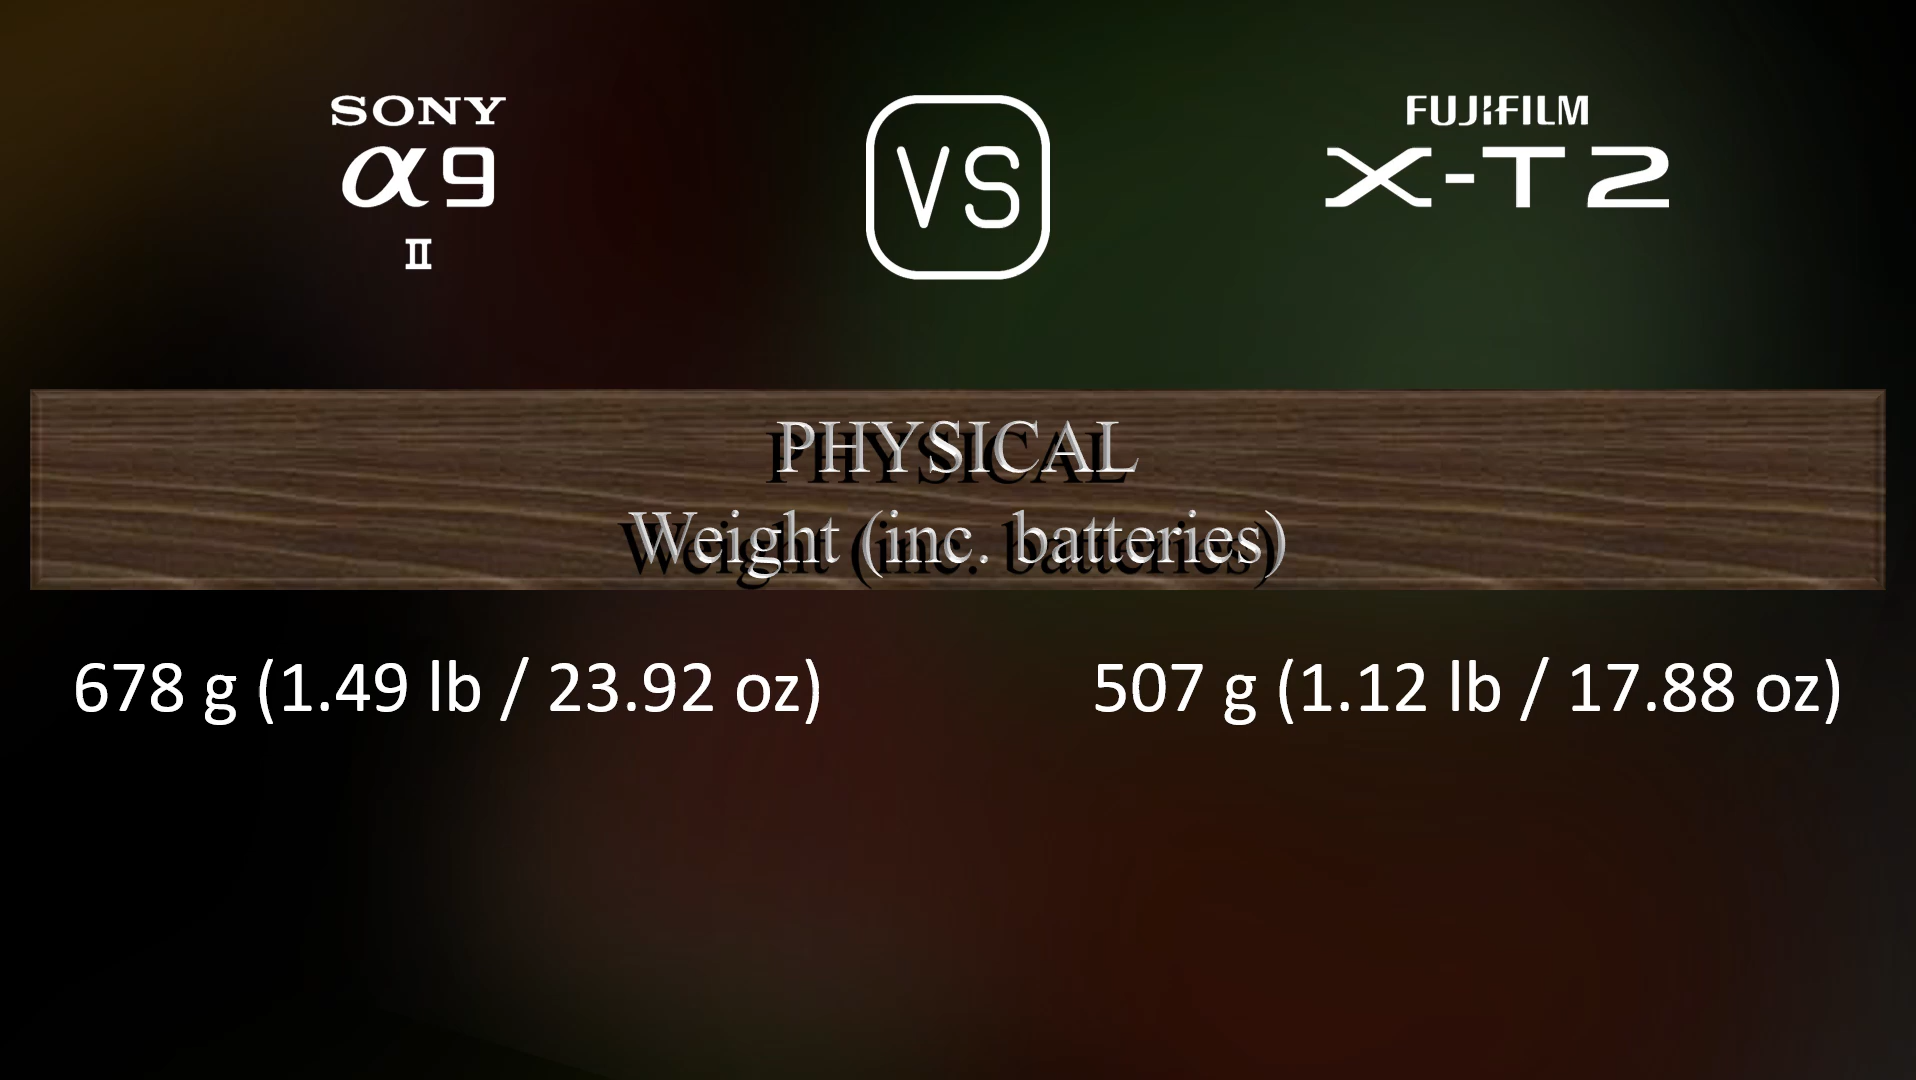 SONY
α9
II
VS
FUJIFILM
X-T2
PHYSICAL
Weight (inc. batteries)
678 g (1.49 lb / 23.92 oz)
507 g (1.12 lb / 17.88 oz)